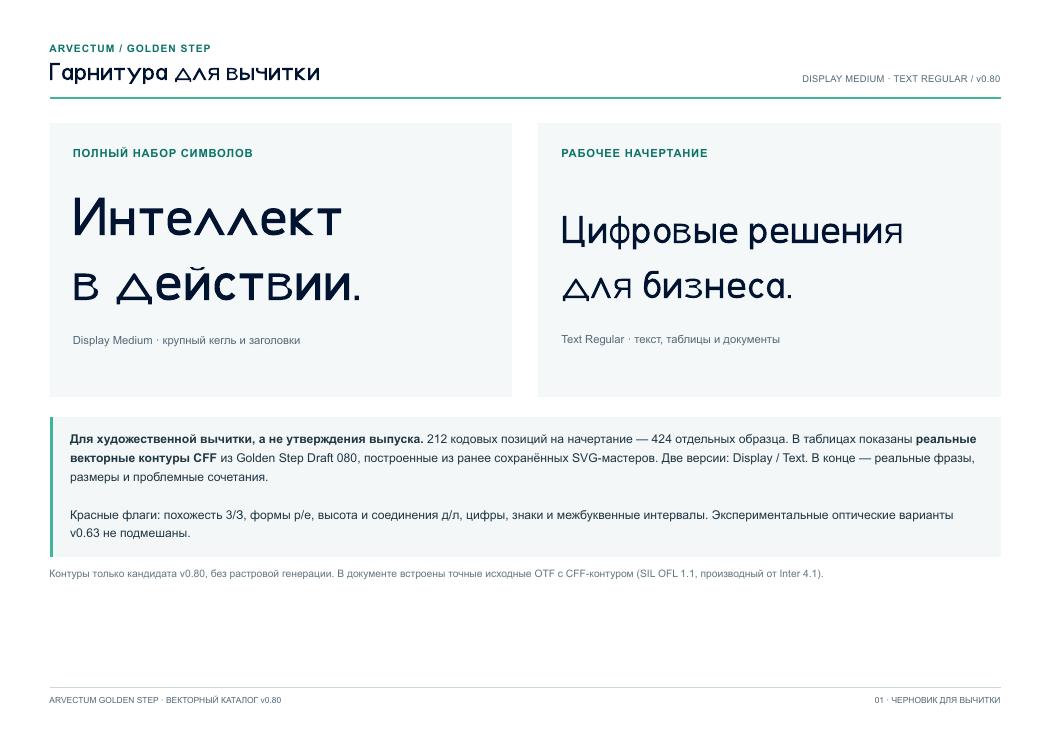 ARVECTUM / GOLDEN STEP
Гарнитура для вычитки
DISPLAY MEDIUM · TEXT REGULAR / v0.80
ПОЛНЫЙ НАБОР СИМВОЛОВ
Интеллект
в действии.
Display Medium · крупный кегль и заголовки
РАБОЧЕЕ НАЧЕРТАНИЕ
Цифровые решения
для бизнеса.
Text Regular · текст, таблицы и документы
Для художественной вычитки, а не утверждения выпуска. 212 кодовых позиций на начертание — 424 отдельных образца. В таблицах показаны реальные
векторные контуры CFF из Golden Step Draft 080, построенные из ранее сохранённых SVG-мастеров. Две версии: Display / Text. В конце — реальные фразы,
размеры и проблемные сочетания.
Красные флаги: похожесть 3/З, формы р/е, высота и соединения д/л, цифры, знаки и межбуквенные интервалы. Экспериментальные оптические варианты
v0.63 не подмешаны.
Контуры только кандидата v0.80, без растровой генерации. В документе встроены точные исходные OTF с CFF-контуром (SIL OFL 1.1, производный от Inter 4.1).
ARVECTUM GOLDEN STEP · ВЕКТОРНЫЙ КАТАЛОГ v0.80
01 · ЧЕРНОВИК ДЛЯ ВЫЧИТКИ